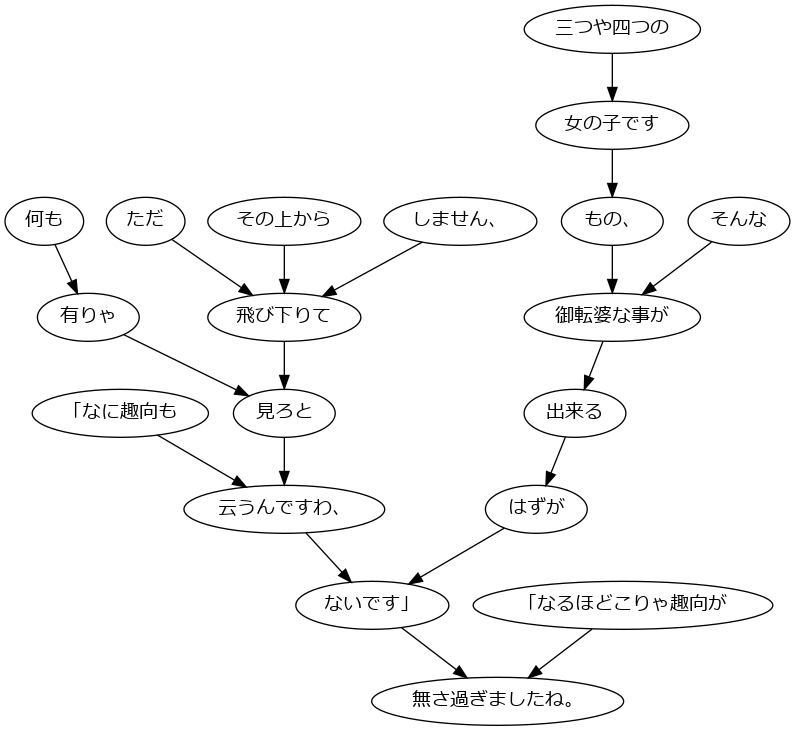 三つや四つの
女の子です
何も
ただ
その上から
しません、
もの、
そんな
有りゃ
飛び下りて
御転婆な事が
「なに趣向も
見ろと
出来る
云うんですわ、
はずが
ないです」
「なるほどこりゃ趣向が
無さ過ぎましたね。